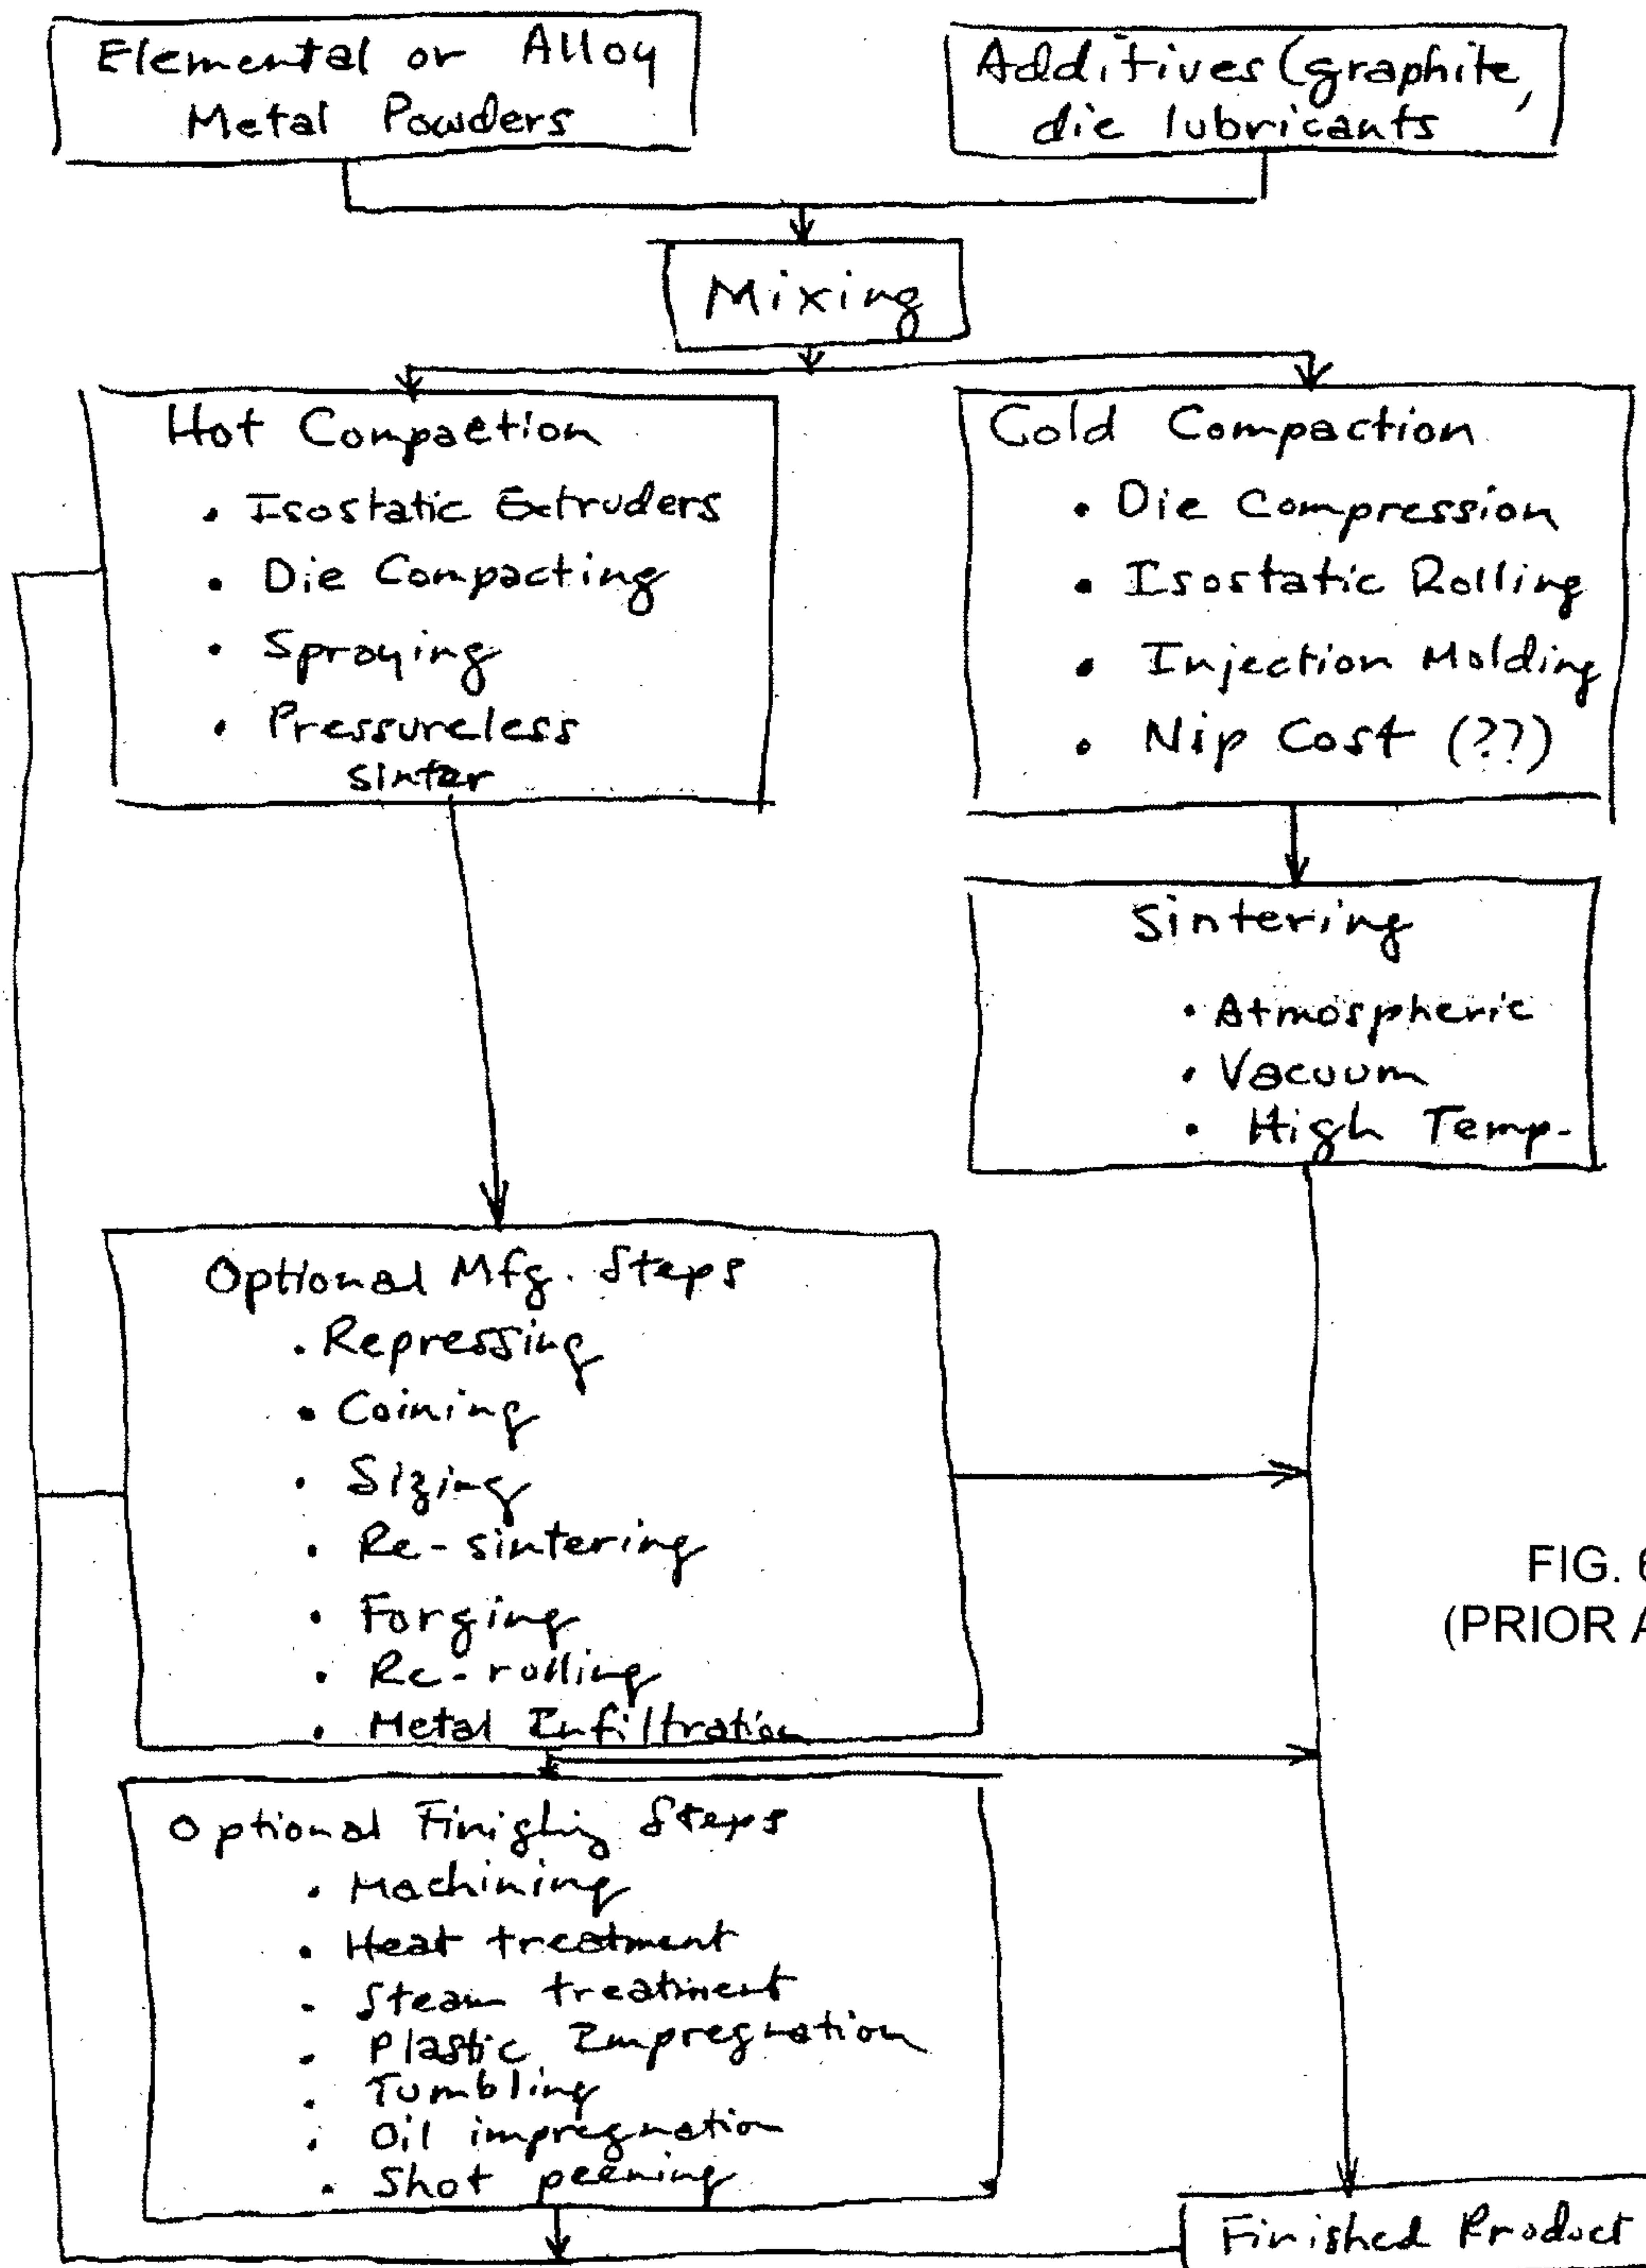 Elemental or Alloy
Metal Powders
Additives (graphite,
die lubricants
Mixing
Hot Compaction
• Isostatic Extruders
• Die Compacting
• Spraying
• Pressureless
sinter
Cold Compaction
• Die Compression
• Isostatic Rolling
• Injection Molding
• Nip Cost (??)
Sintering
• Atmospheric
• Vacuum
• High Temp.
Optional Mfg. Steps
• Repressing
• Coining
• Sizing
• Re-sintering
• Forging
• Re-rolling
• Metal Infiltration
FIG. 6
(PRIOR A
Optional Finishing Steps
• Machining
• Heat treatment
• Steam treatment
• Plastic Impregnation
• Tumbling
• Oil impregnation
• Shot peening
Finished Product